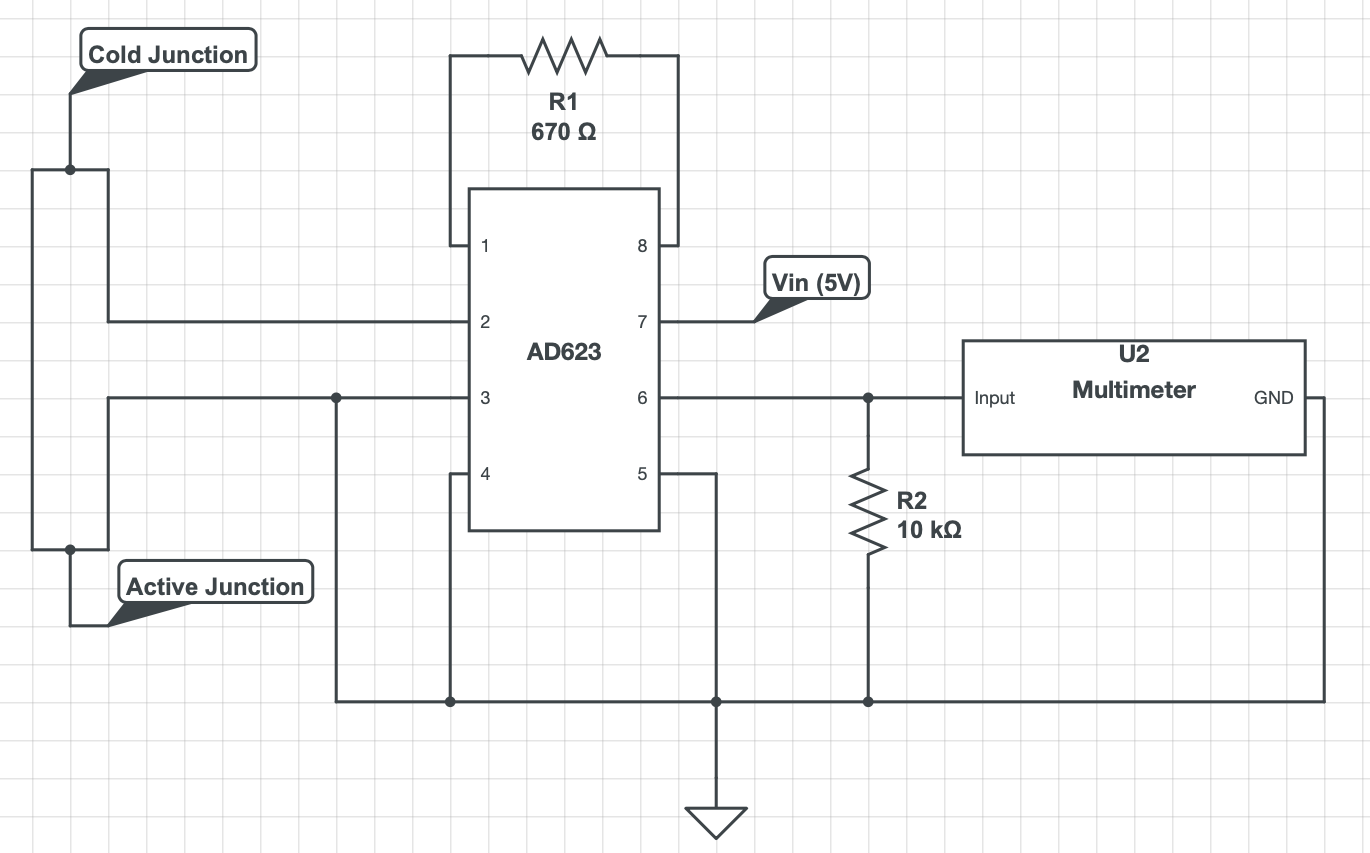 Cold Junction
R1
670 Ω
1
8
Vin (5V)
2
7
AD623
U2
Multimeter
3
6
Input
GND
4
5
R2
10 kΩ
Active Junction